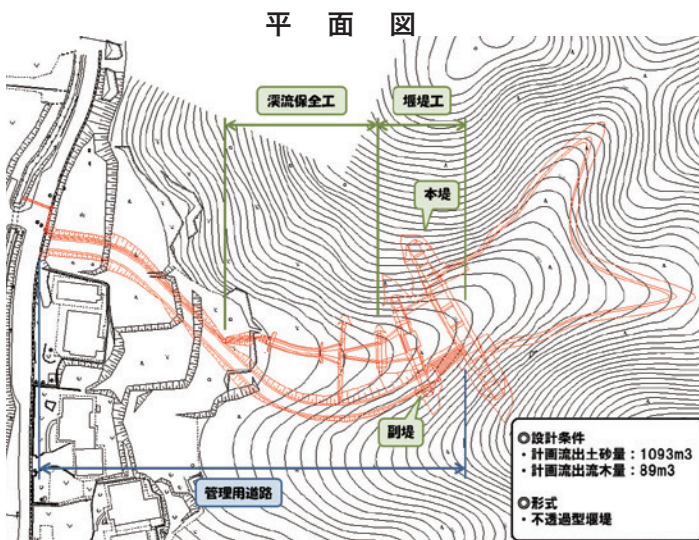 平面図
渓流保全工
堰堤工
本堤
副堤
管理用道路
◎設計条件
・計画流出土砂量：1093m3
・計画流出流木量：89m3
◎形式
・不透過型堰堤